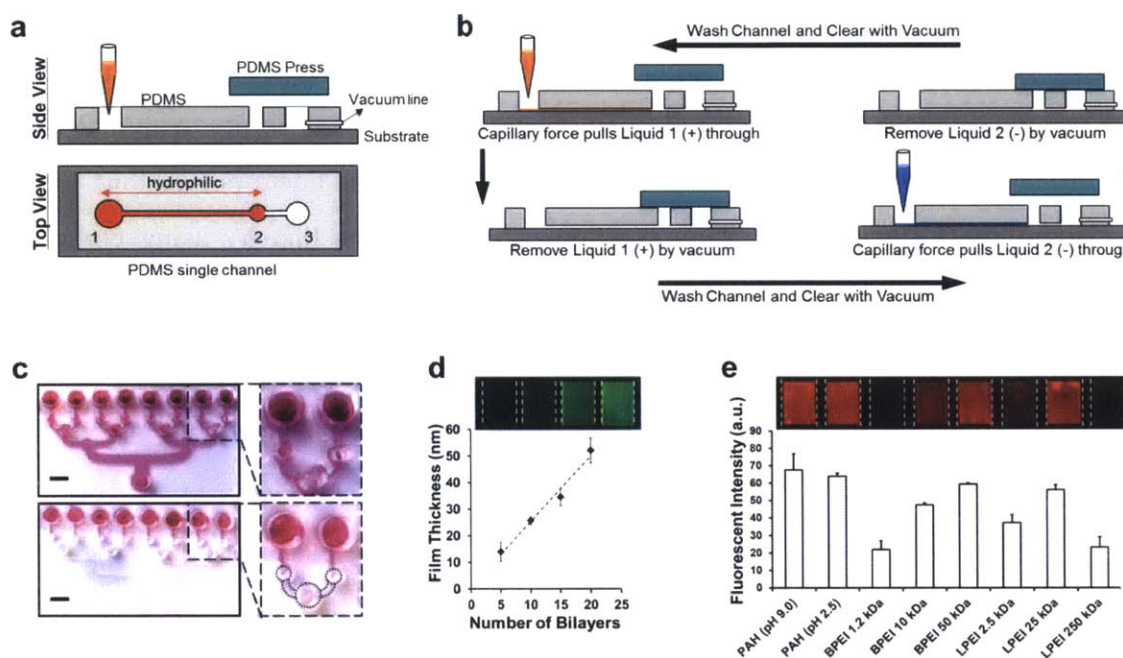 a
Side View
PDMS Press
PDMS
Vacuum line
Substrate
Top View
hydrophilic
1
2
3
PDMS single channel
b
Wash Channel and Clear with Vacuum
Capillary force pulls Liquid 1 (+) through
Remove Liquid 2 (-) by vacuum
Remove Liquid 1 (+) by vacuum
Capillary force pulls Liquid 2 (-) through
Wash Channel and Clear with Vacuum
c
d
Film Thickness (nm)
60
50
40
30
20
10
0
0 5 10 15 20 25
Number of Bilayers
e
Fluorescent Intensity (a.u.)
90
80
70
60
50
40
30
20
10
0
PAH (pH 9.0)
PAH (pH 2.5)
BPEI 1.2 kDa
BPEI 10 kDa
BPEI 50 kDa
LPEI 2.5 kDa
LPEI 25 kDa
LPEI 250 kDa